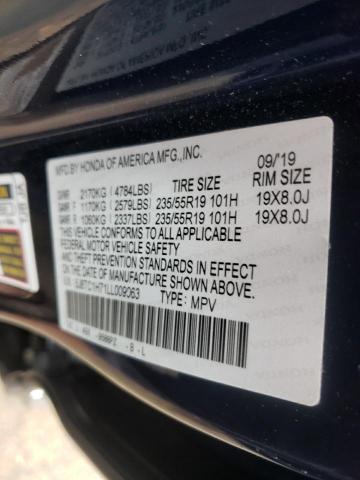 MFD.BY HONDA OF AMERICA MFG.,INC. 09/'19
GVWR 2170KG (4784LBS) TIRE SIZE RIM SIZE
GAWR F 1170KG (2579LBS) 235/55R19 101H 19X8.0J
GAWR R 1060KG (2337LBS) 235/55R19 101H 19X8.0J
THIS VEHICLE CONFORMS TO ALL APPLICABLE
FEDERAL MOTOR VEHICLE SAFETY, BUMPER,
AND THEFT PREVENTION STANDARDS IN EFFECT
ON THE DATE OF MANUFACTURE SHOWN ABOVE.
V.I.N.: 5J8TC1H71LL009063 TYPE: MPV